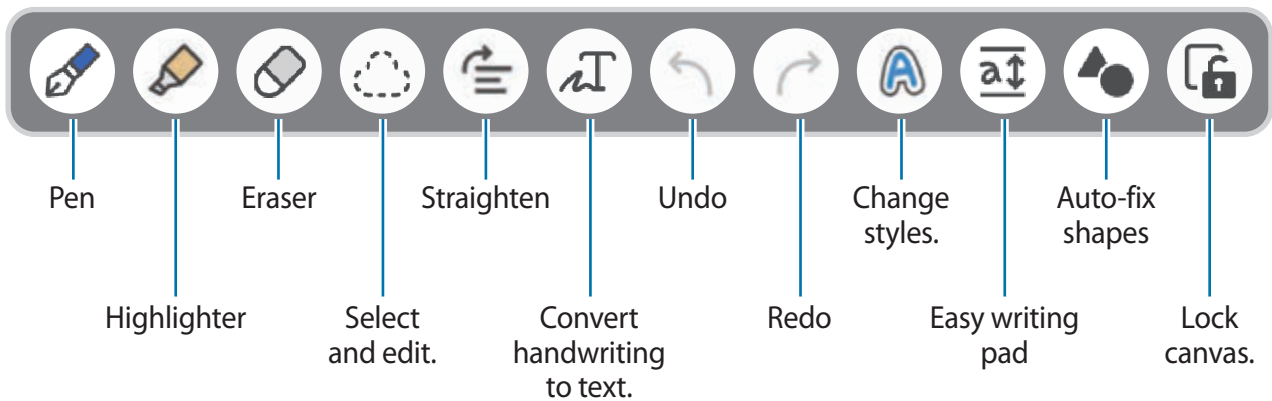 Pen
Eraser
Straighten
Undo
Change
styles.
Auto-fix
shapes
Highlighter
Select
and edit.
Convert
handwriting
to text.
Redo
Easy writing
pad
Lock
canvas.